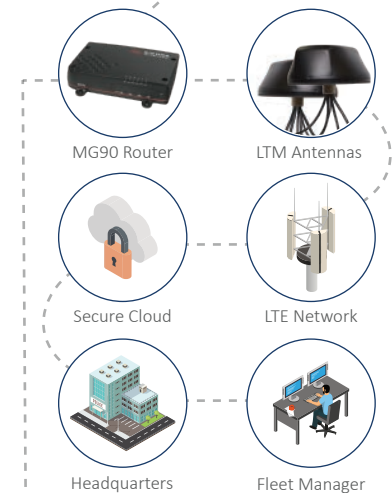 MG90 Router
LTM Antennas
Secure Cloud
LTE Network
Headquarters
Fleet Manager